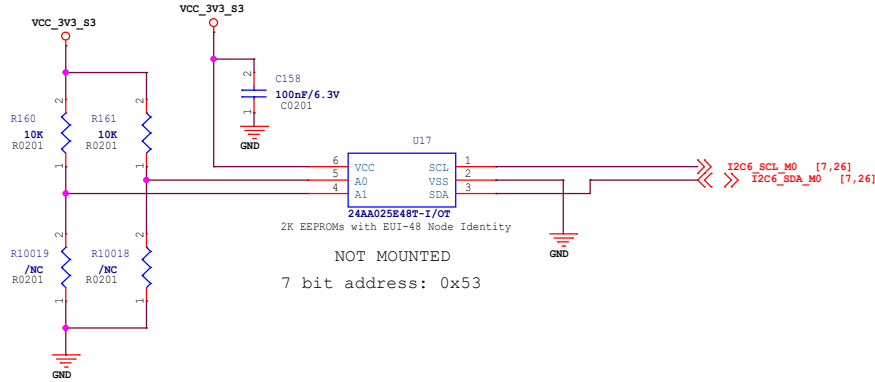 VCC_3V3_S3
VCC_3V3_S3
2
C158
100nF/6.3V
C0201
1
GND
2
2
R160
R161
10K
10K
R0201
R0201
1
1
U17
6
VCC
SCL
1
I2C6_SCL_M0 [7,26]
5
A0
VSS
2
I2C6_SDA_M0 [7,26]
4
A1
SDA
3
24AA025E48T-I/OT
2K EEPROMs with EUI-48 Node Identity
2
2
R10019
R10018
/NC
/NC
R0201
R0201
1
1
GND
NOT MOUNTED
7 bit address: 0x53
GND